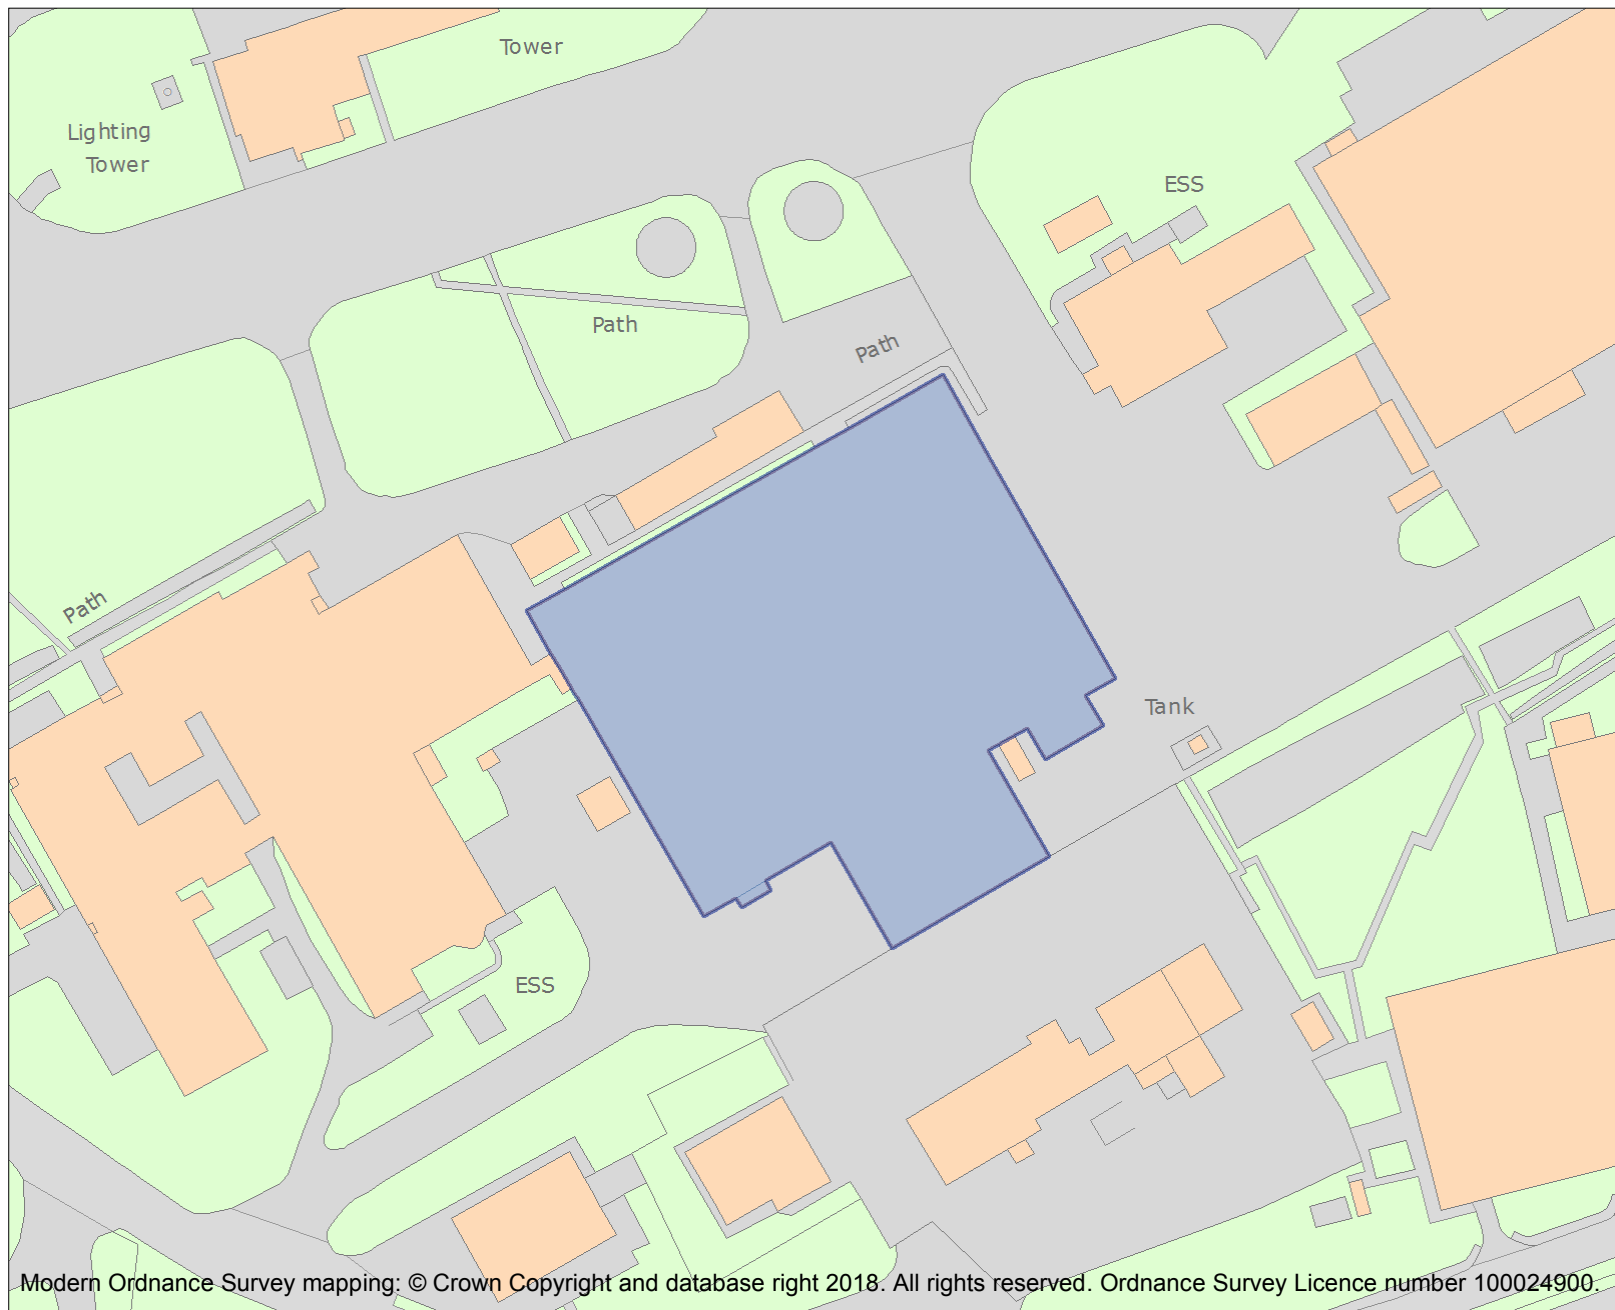 Tower
Lighting
Tower
ESS
Path
Path
Path
Tank
ESS
Modern Ordnance Survey mapping: © Crown Copyright and database right 2018. All rights reserved. Ordnance Survey Licence number 100024900.